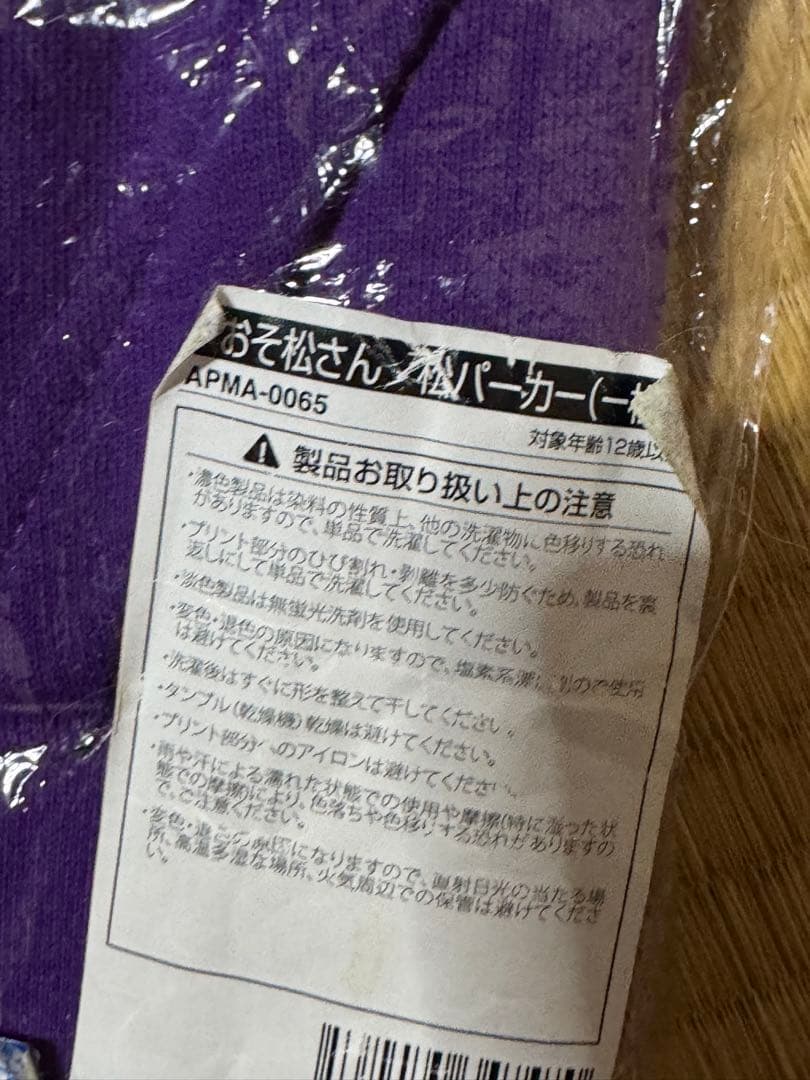 おそ松さん 松パーカー(一松
APMA-0065
対象年齢12歳以
製品お取り扱い上の注意
・濃色製品は染料の性質上、他の洗濯物に色移りする恐れ
がありますので、単品で洗濯してください。
・プリント部分のひび割れ・剥離を多少防ぐため、製品を裏
返しにして単品で洗濯してください。
・淡色製品は無蛍光洗剤を使用してください。
・変色・退色の原因になりますので、塩素系漂 剤のご使用
は避けてください。
・洗濯後はすぐに形を整えて干してください。
・タンブル(乾燥機)乾燥は避けてください。
・プリント部分へのアイロンは避けてくださ
・雨や汗による濡れた状態での使用や摩擦(特に湿った状
態での摩擦)により、色落ちや色移りする恐れがありますの
で、ご注意ください。
・変色・退色の原因になりますので、直射日光の当たる場
所、高温多湿な場所、火気周辺での保管は避けてくださ
い。